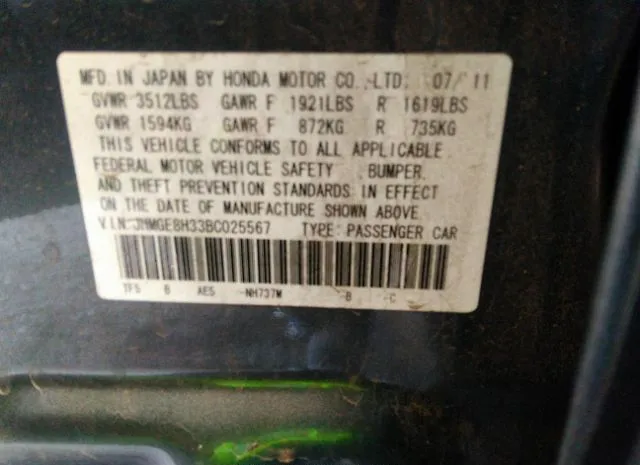 MFD. IN JAPAN BY HONDA MOTOR CO., LTD. 07/11
GVWR 3512LBS GAWR F 1921LBS R 1619LBS
GVWR 1594KG GAWR F 872KG R 735KG
THIS VEHICLE CONFORMS TO ALL APPLICABLE
FEDERAL MOTOR VEHICLE SAFETY, BUMPER,
AND THEFT PREVENTION STANDARDS IN EFFECT
ON THE DATE OF MANUFACTURE SHOWN ABOVE.
V.I.N: JHMGE8H33BC025567 TYPE: PASSENGER CAR
TF5 B AE5 -NH737M -B -C